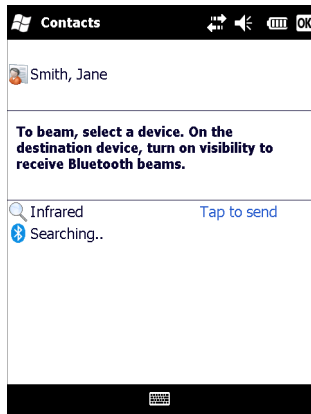 Contacts
OK
Smith, Jane
To beam, select a device. On the
destination device, turn on visibility to
receive Bluetooth beams.
Infrared Tap to send
Searching..